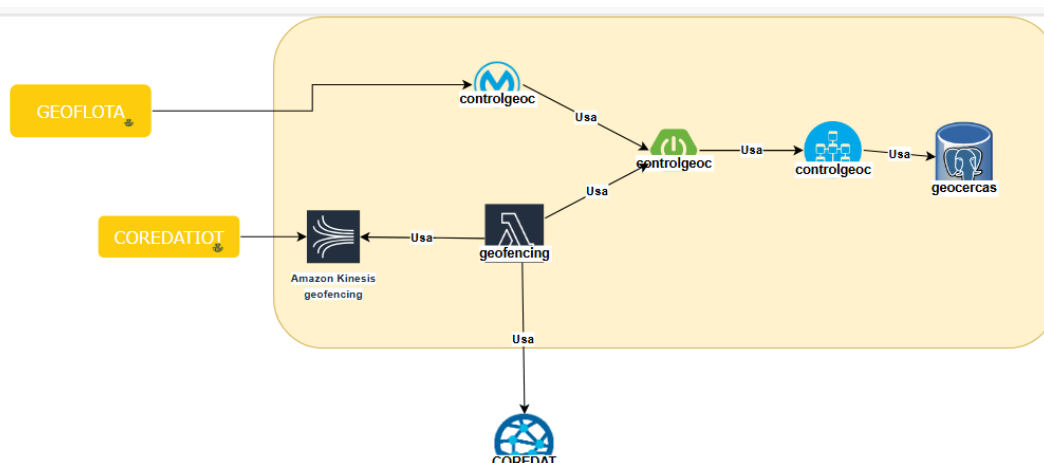 controlgeoc
GEOFLOTA
Usa
controlgeoc
Usa
controlgeoc
Usa
geocercas
Usa
COREDATIOT
Usa
geofencing
Amazon Kinesis
geofencing
Usa
COREDAT